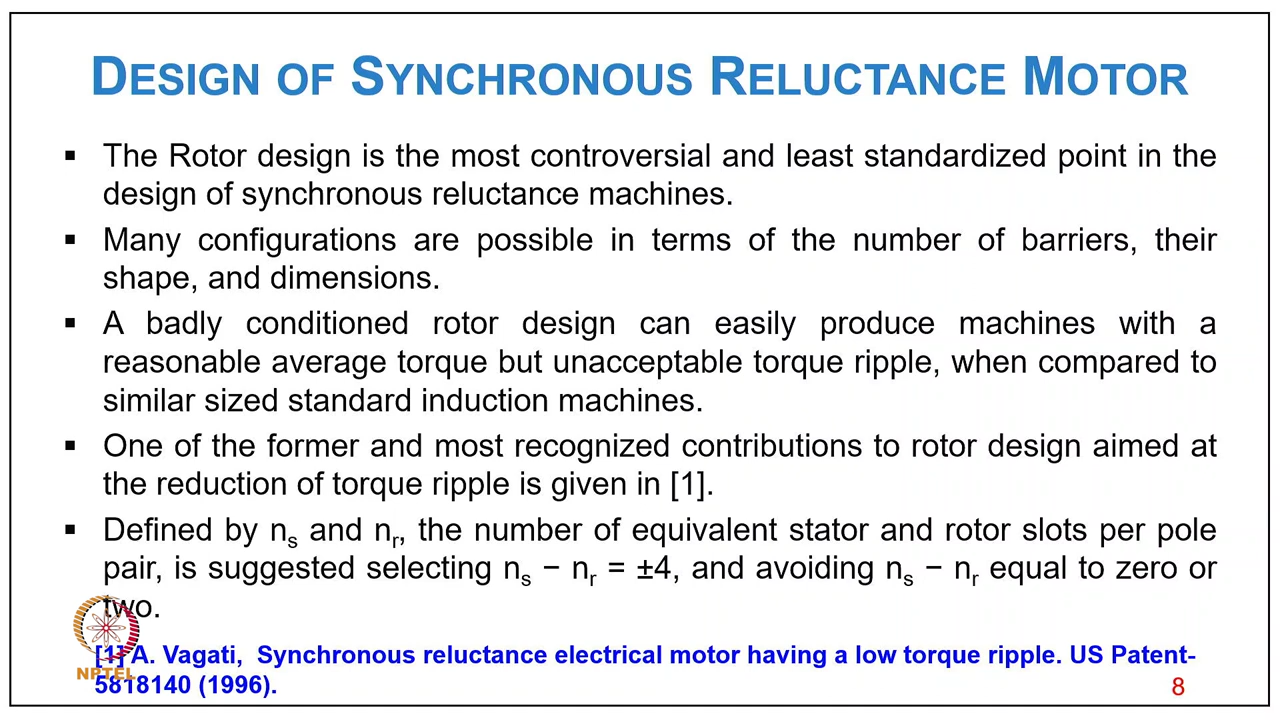 DESIGN OF SYNCHRONOUS RELUCTANCE MOTOR
▪ The Rotor design is the most controversial and least standardized point in the
design of synchronous reluctance machines.
▪ Many configurations are possible in terms of the number of barriers, their
shape, and dimensions.
▪ A badly conditioned rotor design can easily produce machines with a
reasonable average torque but unacceptable torque ripple, when compared to
similar sized standard induction machines.
▪ One of the former and most recognized contributions to rotor design aimed at
the reduction of torque ripple is given in [1].
▪ Defined by ns and nr, the number of equivalent stator and rotor slots per pole
pair, is suggested selecting ns − nr = ±4, and avoiding ns − nr equal to zero or
two.
[1] A. Vagati, Synchronous reluctance electrical motor having a low torque ripple. US Patent-
5818140 (1996).
NPTEL
8